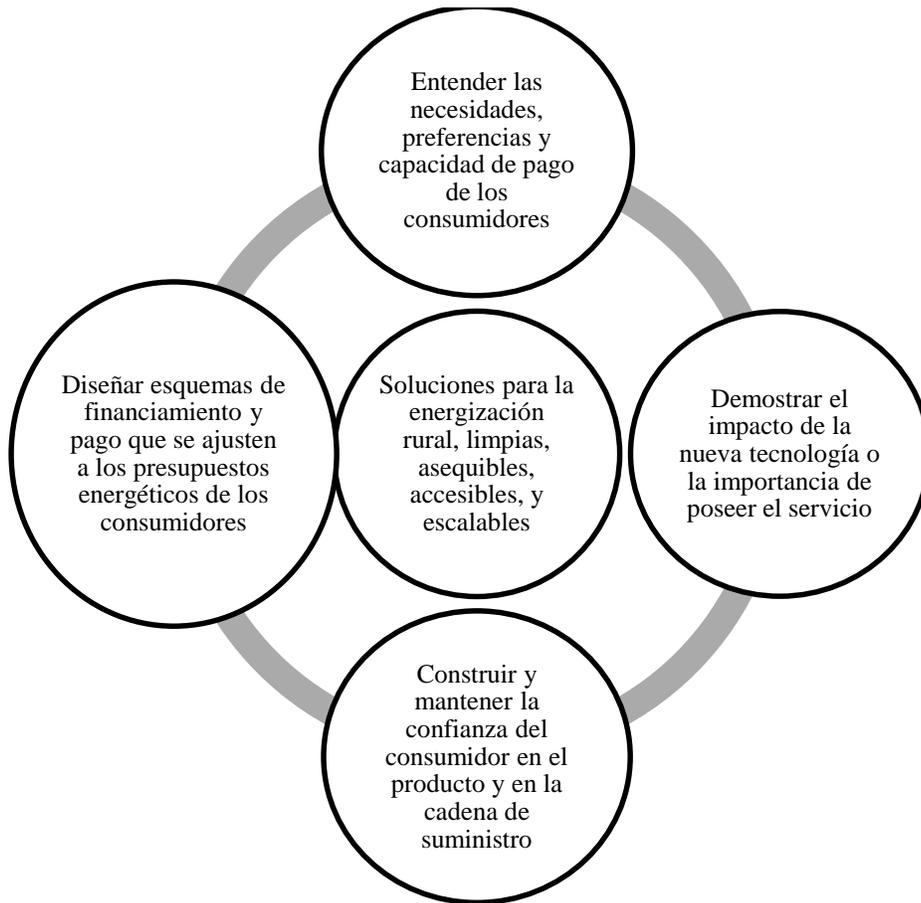 Entender las
necesidades,
preferencias y
capacidad de pago
de los
consumidores
Diseñar esquemas de
financiamiento y
pago que se ajusten
a los presupuestos
energéticos de los
consumidores
Soluciones para la
energización
rural, limpias,
asequibles,
accesibles, y
escalables
Demostrar el
impacto de la
nueva tecnología o
la importancia de
poseer el servicio
Construir y
mantener la
confianza del
consumidor en el
producto y en la
cadena de
suministro